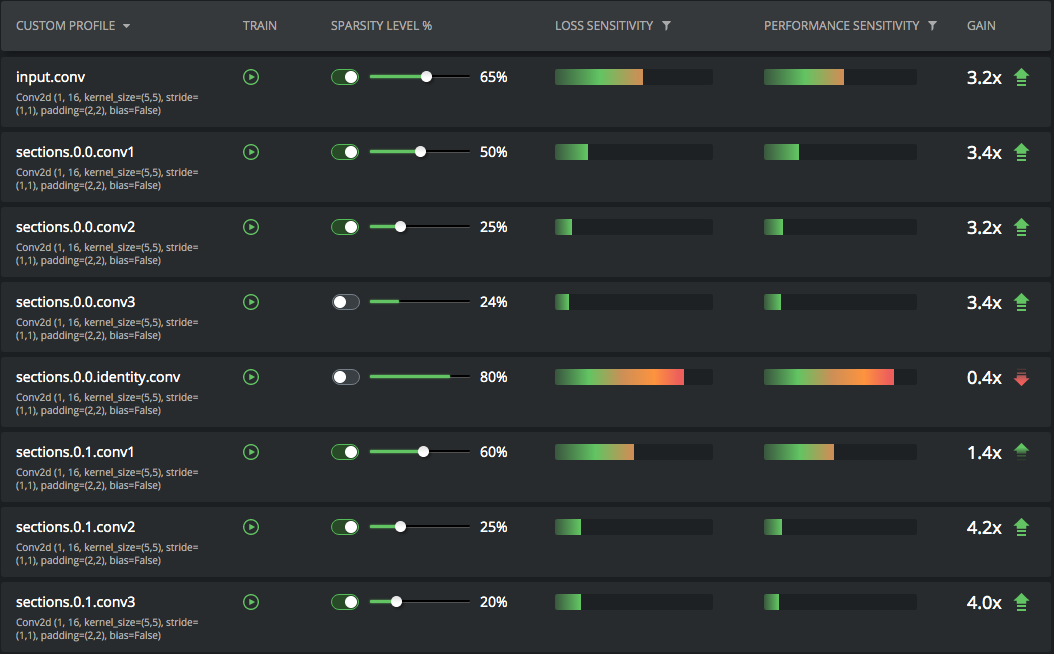 CUSTOM PROFILE TRAIN SPARSITY LEVEL % LOSS SENSITIVITY PERFORMANCE SENSITIVITY GAIN
input.conv 65% 3.2x
Conv2d (1, 16, kernel_size=(5,5), stride=
(1,1), padding=(2,2), bias=False)
sections.0.0.conv1 50% 3.4x
Conv2d (1, 16, kernel_size=(5,5), stride=
(1,1), padding=(2,2), bias=False)
sections.0.0.conv2 25% 3.2x
Conv2d (1, 16, kernel_size=(5,5), stride=
(1,1), padding=(2,2), bias=False)
sections.0.0.conv3 24% 3.4x
Conv2d (1, 16, kernel_size=(5,5), stride=
(1,1), padding=(2,2), bias=False)
sections.0.0.identity.conv 80% 0.4x
Conv2d (1, 16, kernel_size=(5,5), stride=
(1,1), padding=(2,2), bias=False)
sections.0.1.conv1 60% 1.4x
Conv2d (1, 16, kernel_size=(5,5), stride=
(1,1), padding=(2,2), bias=False)
sections.0.1.conv2 25% 4.2x
Conv2d (1, 16, kernel_size=(5,5), stride=
(1,1), padding=(2,2), bias=False)
sections.0.1.conv3 20% 4.0x
Conv2d (1, 16, kernel_size=(5,5), stride=
(1,1), padding=(2,2), bias=False)